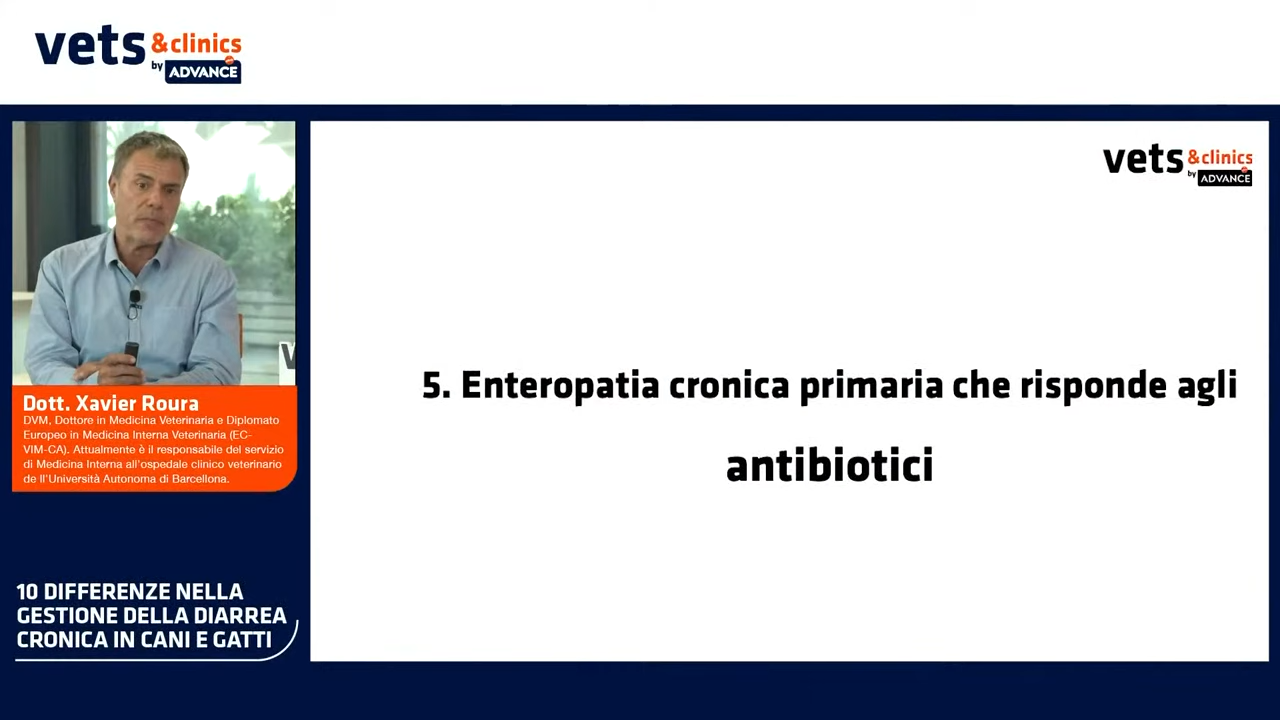 vets &clinics
by ADVANCE
vets &clinics
by ADVANCE
5. Enteropatia cronica primaria che risponde agli
antibiotici
Dott. Xavier Roura
DVM, Dottore in Medicina Veterinaria e Diplomato
Europeo in Medicina Interna Veterinaria (EC-
VIM-CA). Attualmente è il responsabile del servizio
di Medicina Interna all'ospedale clinico veterinario
de ll'Università Autonoma di Barcellona.
10 DIFFERENZE NELLA
GESTIONE DELLA DIARREA
CRONICA IN CANI E GATTI